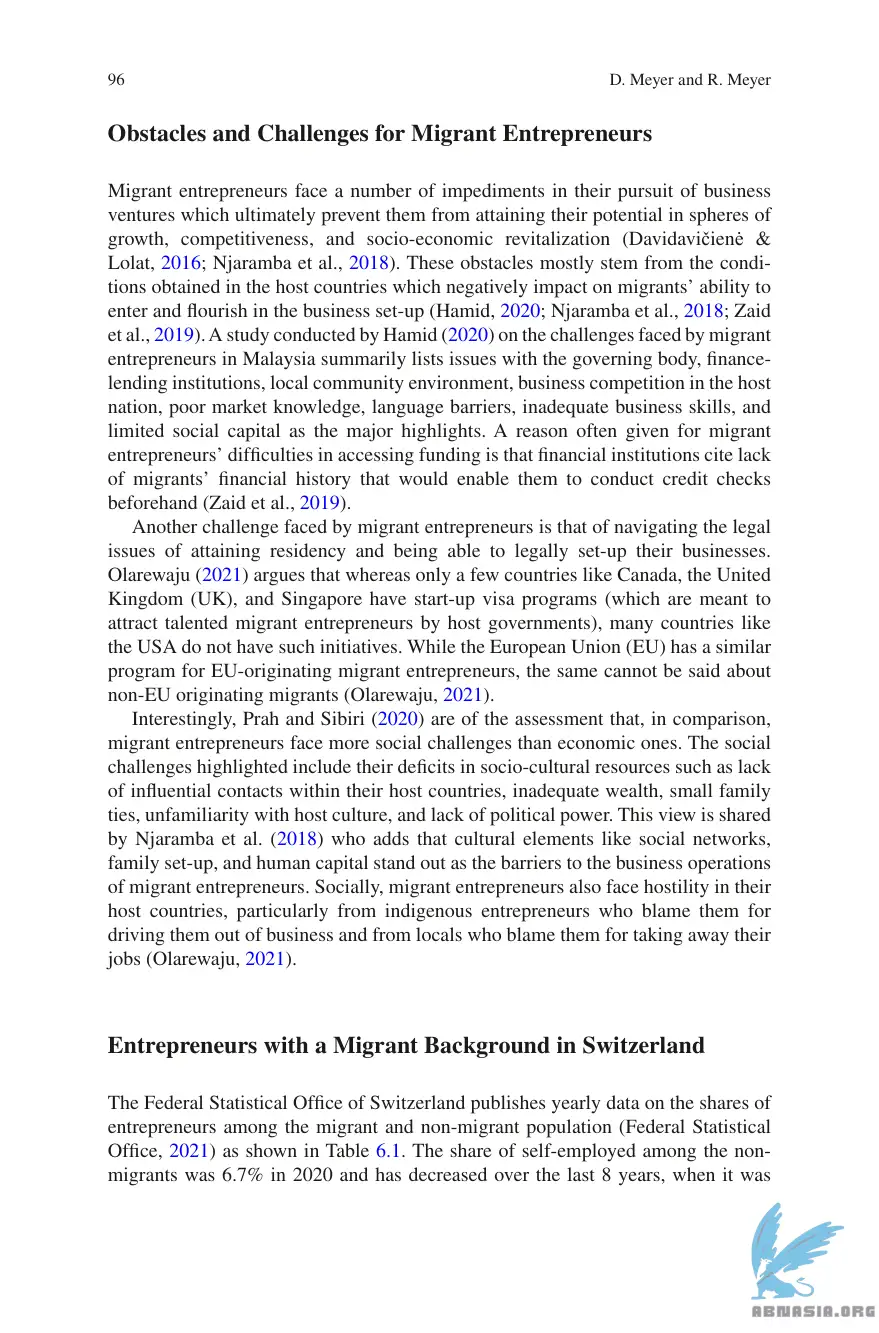 96
D. Meyer and R. Meyer
Obstacles and Challenges for Migrant Entrepreneurs
Migrant entrepreneurs face a number of impediments in their pursuit of business
ventures which ultimately prevent them from attaining their potential in spheres of
growth, competitiveness, and socio-economic revitalization (Davidavičienė &
Lolat, 2016; Njaramba et al., 2018). These obstacles mostly stem from the condi-
tions obtained in the host countries which negatively impact on migrants’ ability to
enter and flourish in the business set-up (Hamid, 2020; Njaramba et al., 2018; Zaid
et al., 2019). A study conducted by Hamid (2020) on the challenges faced by migrant
entrepreneurs in Malaysia summarily lists issues with the governing body, finance-
lending institutions, local community environment, business competition in the host
nation, poor market knowledge, language barriers, inadequate business skills, and
limited social capital as the major highlights. A reason often given for migrant
entrepreneurs’ difficulties in accessing funding is that financial institutions cite lack
of migrants’ financial history that would enable them to conduct credit checks
beforehand (Zaid et al., 2019).
Another challenge faced by migrant entrepreneurs is that of navigating the legal
issues of attaining residency and being able to legally set-up their businesses.
Olarewaju (2021) argues that whereas only a few countries like Canada, the United
Kingdom (UK), and Singapore have start-up visa programs (which are meant to
attract talented migrant entrepreneurs by host governments), many countries like
the USA do not have such initiatives. While the European Union (EU) has a similar
program for EU-originating migrant entrepreneurs, the same cannot be said about
non-EU originating migrants (Olarewaju, 2021).
Interestingly, Prah and Sibiri (2020) are of the assessment that, in comparison,
migrant entrepreneurs face more social challenges than economic ones. The social
challenges highlighted include their deficits in socio-cultural resources such as lack
of influential contacts within their host countries, inadequate wealth, small family
ties, unfamiliarity with host culture, and lack of political power. This view is shared
by Njaramba et al. (2018) who adds that cultural elements like social networks,
family set-up, and human capital stand out as the barriers to the business operations
of migrant entrepreneurs. Socially, migrant entrepreneurs also face hostility in their
host countries, particularly from indigenous entrepreneurs who blame them for
driving them out of business and from locals who blame them for taking away their
jobs (Olarewaju, 2021).
Entrepreneurs with a Migrant Background in Switzerland
The Federal Statistical Office of Switzerland publishes yearly data on the shares of
entrepreneurs among the migrant and non-migrant population (Federal Statistical
Office, 2021) as shown in Table 6.1. The share of self-employed among the non-
migrants was 6.7% in 2020 and has decreased over the last 8 years, when it was
ABNASIA.ORG